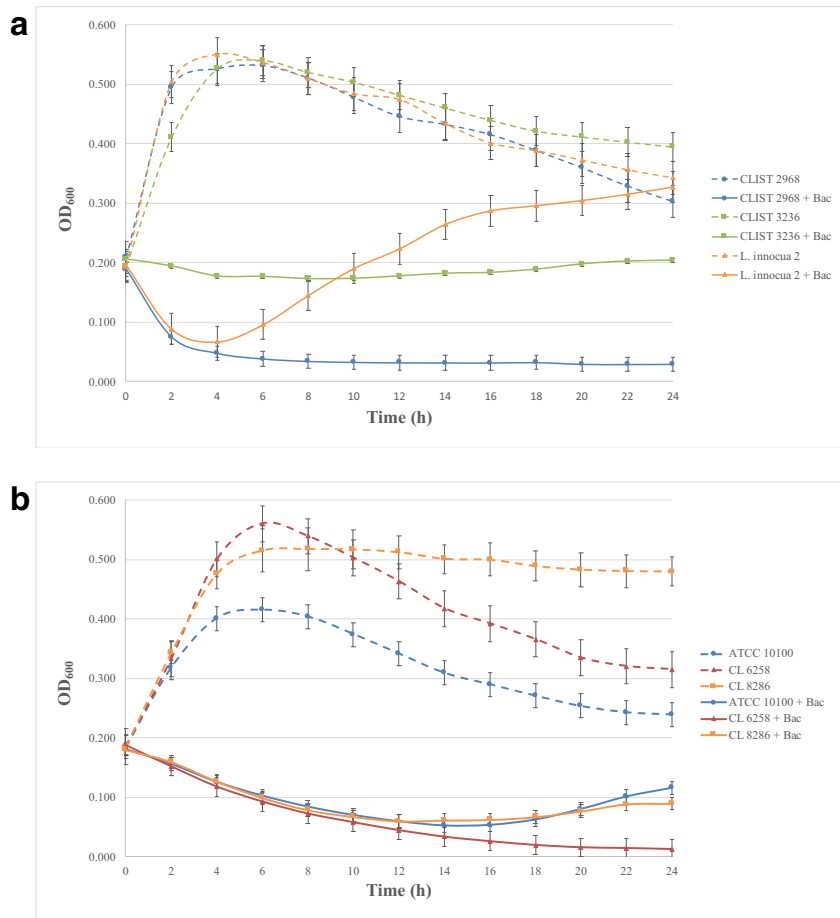 a
0.600
0.500
0.400
0.300
0.200
0.100
0.000
OD600
0 2 4 6 8 10 12 14 16 18 20 22 24
Time (h)
CLIST 2968
CLIST 2968 + Bac
CLIST 3236
CLIST 3236 + Bac
L. innocua 2
L. innocua 2 + Bac
b
0.600
0.500
0.400
0.300
0.200
0.100
0.000
OD600
0 2 4 6 8 10 12 14 16 18 20 22 24
Time (h)
ATCC 10100
CL 6258
CL 8286
ATCC 10100 + Bac
CL 6258 + Bac
CL 8286 + Bac